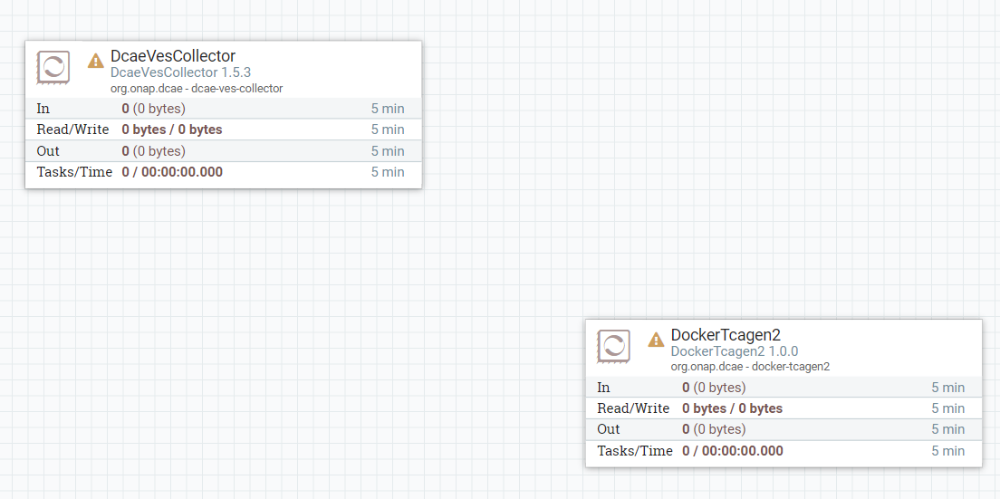 DcaeVesCollector
DcaeVesCollector 1.5.3
org.onap.dcae - dcae-ves-collector
In 0 (0 bytes) 5 min
Read/Write 0 bytes / 0 bytes 5 min
Out 0 (0 bytes) 5 min
Tasks/Time 0 / 00:00:00.000 5 min
DockerTcagen2
DockerTcagen2 1.0.0
org.onap.dcae - docker-tcagen2
In 0 (0 bytes) 5 min
Read/Write 0 bytes / 0 bytes 5 min
Out 0 (0 bytes) 5 min
Tasks/Time 0 / 00:00:00.000 5 min